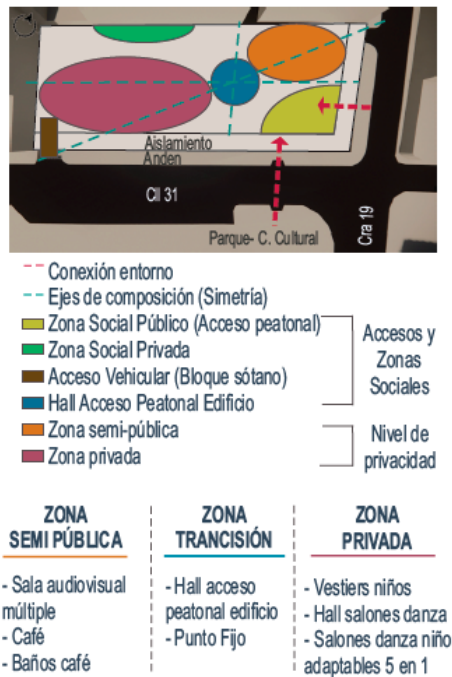 Aislamiento
Anden
Cll 31
Parque- C. Cultural
Cra 19
Conexión entorno
Ejes de composición (Simetría)
Zona Social Público (Acceso peatonal)
Zona Social Privada
Acceso Vehicular (Bloque sótano)
Hall Acceso Peatonal Edificio
Accesos y
Zonas
Sociales
Zona semi-pública
Zona privada
Nivel de
privacidad
ZONA
SEMI PÚBLICA
- Sala audiovisual
múltiple
- Café
- Baños café
ZONA
TRANCISIÓN
- Hall acceso
peatonal edificio
- Punto Fijo
ZONA
PRIVADA
- Vestiers niños
- Hall salones danza
- Salones danza niño
adaptables 5 en 1